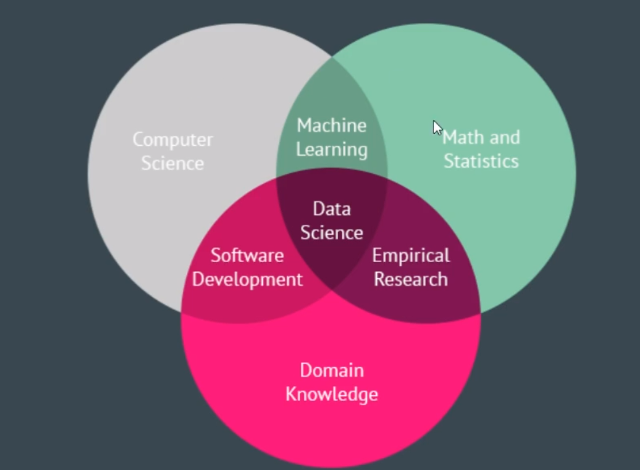 Computer
Science
Machine
Learning
Math and
Statistics
Data
Science
Software
Development
Empirical
Research
Domain
Knowledge